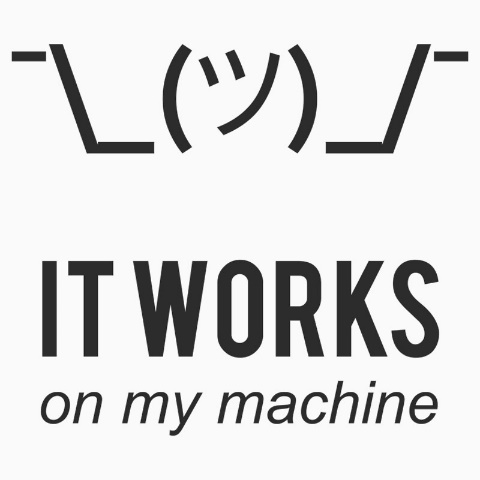 ¯\_(ツ)_/¯
IT WORKS
on my machine